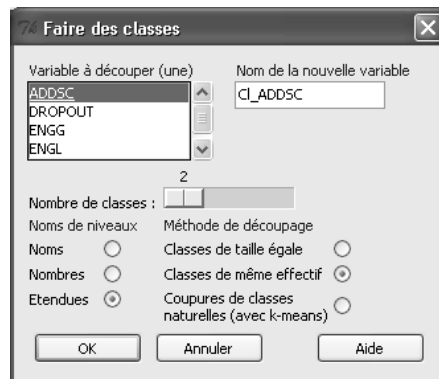 Faire des classes
Variable à découper (une)
Nom de la nouvelle variable
ADDSC
DROPOUT
ENGG
ENGL
Cl_ADDSC
2
Nombre de classes :
Noms de niveaux
Méthode de découpage
Noms
Classes de taille égale
Nombres
Classes de même effectif
Etendues
Coupures de classes
naturelles (avec k-means)
OK
Annuler
Aide